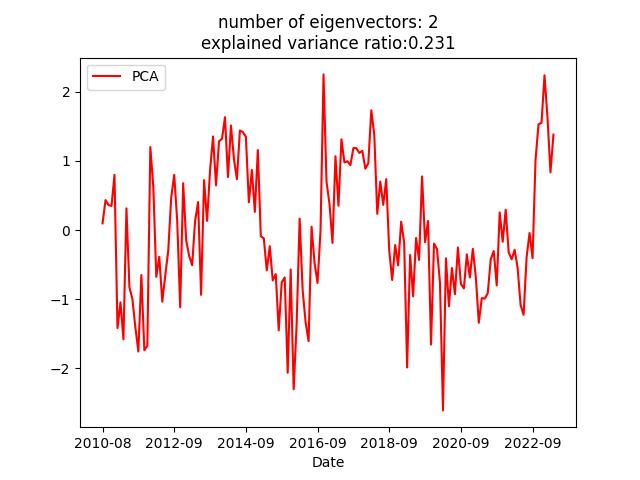 number of eigenvectors: 2
explained variance ratio:0.231
PCA
2
1
0
−1
−2
2010-08 2012-09 2014-09 2016-09 2018-09 2020-09 2022-09
Date